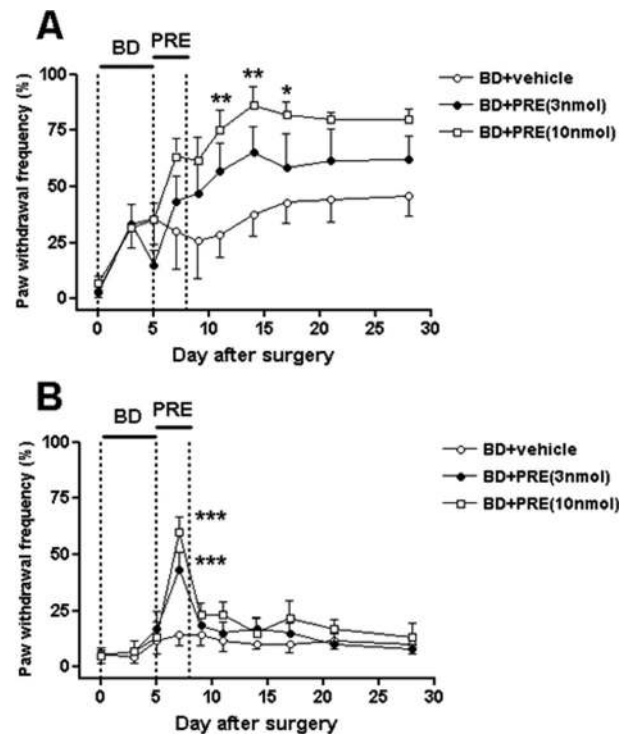 A
BD PRE
** ** *
BD+vehicle
BD+PRE(3nmol)
BD+PRE(10nmol)
Paw withdrawal frequency (%)
100
75
50
25
0
0 5 10 15 20 25 30
Day after surgery
B
BD PRE
***
***
BD+vehicle
BD+PRE(3nmol)
BD+PRE(10nmol)
Paw withdrawal frequency (%)
100
75
50
25
0
0 5 10 15 20 25 30
Day after surgery